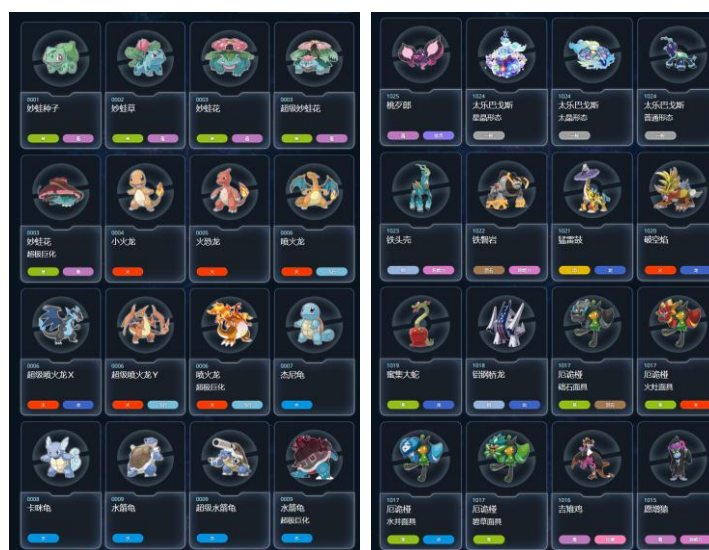 0001
妙蛙种子
0002
妙蛙草
0003
妙蛙花
0003
超级妙蛙花
0003
妙蛙花
超极巨化
0004
小火龙
0005
火恐龙
0006
喷火龙
0006
超级喷火龙X
0006
超级喷火龙Y
0006
喷火龙
超极巨化
0007
杰尼龟
0008
卡咪龟
0009
水箭龟
0009
超级水箭龟
0009
水箭龟
超极巨化
1025
桃歹郎
1024
太乐巴戈斯
星晶形态
1024
太乐巴戈斯
太晶形态
1024
太乐巴戈斯
普通形态
1023
铁头壳
1022
铁磐岩
1021
猛雷鼓
1020
破空焰
1019
蜜集大蛇
1018
铝钢桥龙
1017
厄诡椪
础石面具
1017
厄诡椪
火灶面具
1017
厄诡椪
水井面具
1017
厄诡椪
碧草面具
1016
吉雉鸡
1015
愿增猿